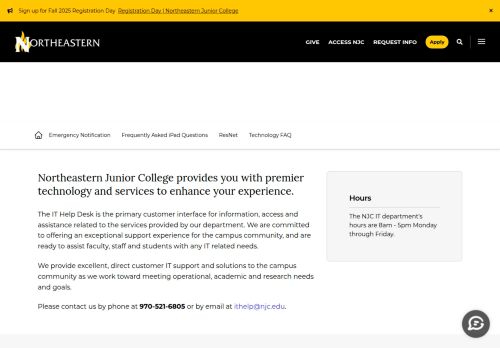 Sign up for Fall 2025 Registration Day Registration Day | Northeastern Junior College ×
NORTHEASTERN GIVE ACCESS NJC REQUEST INFO Apply
Emergency Notification Frequently Asked iPad Questions ResNet Technology FAQ
Northeastern Junior College provides you with premier
technology and services to enhance your experience.
The IT Help Desk is the primary customer interface for information, access and
assistance related to the services provided by our department. We are committed
to offering an exceptional support experience for the campus community, and are
ready to assist faculty, staff and students with any IT related needs.
We provide excellent, direct customer IT support and solutions to the campus
community as we work toward meeting operational, academic and research needs
and goals.
Please contact us by phone at 970-521-6805 or by email at ithelp@njc.edu.
Hours
The NJC IT department's
hours are 8am - 5pm Monday
through Friday.